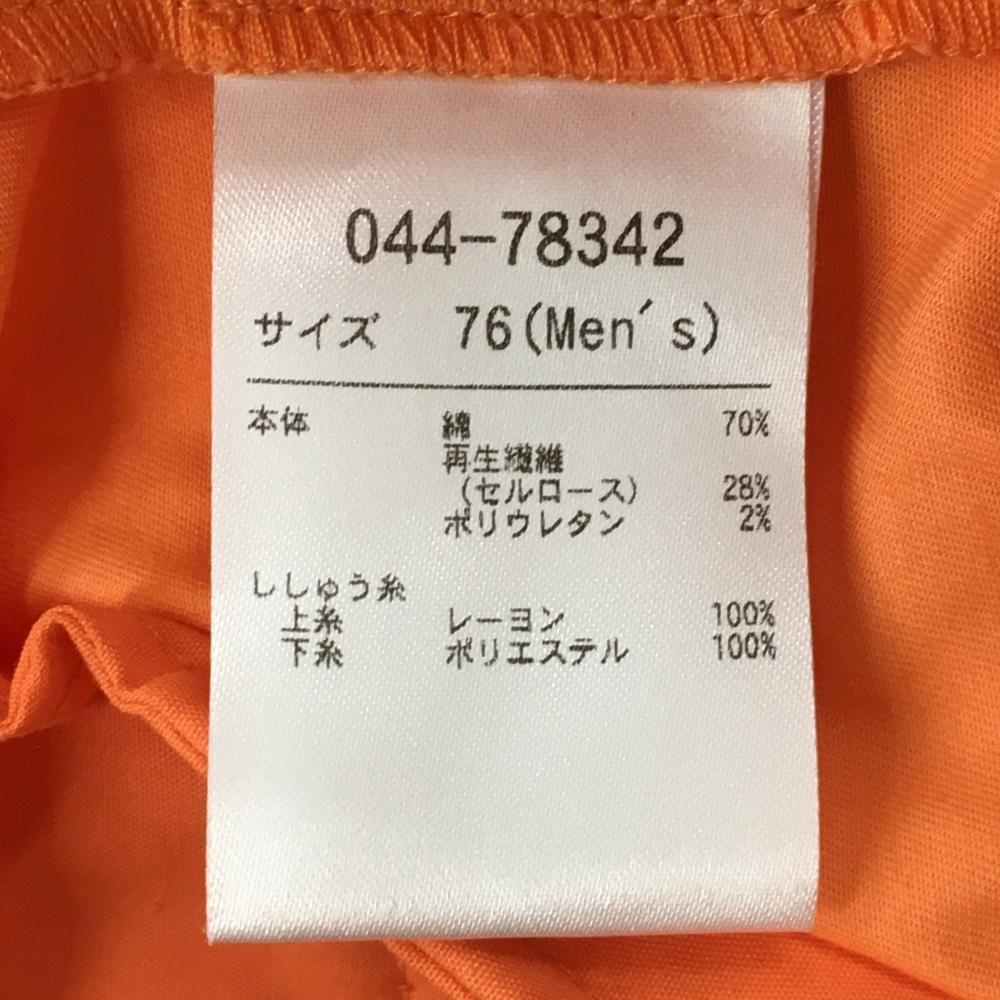 044-78342
サイズ 76(Men's)
本体 綿 70%
再生繊維
(セルロース) 28%
ポリウレタン 2%
ししゅう糸
上糸 レーヨン 100%
下糸 ポリエステル 100%